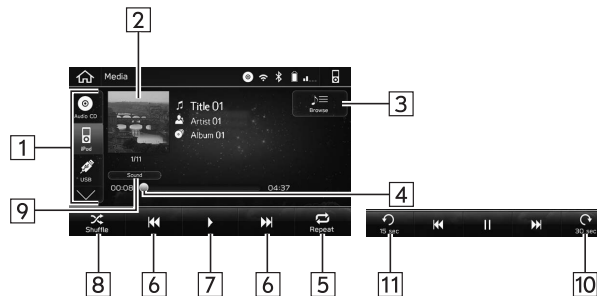 2
Media
1
Audio CD
iPod
USB
Title 01
Artist 01
Album 01
Browse
3
1/11
Sound
00:08
04:37
4
9
Shuffle
Repeat
15 sec
30 sec
8
6
7
6
5
11
10